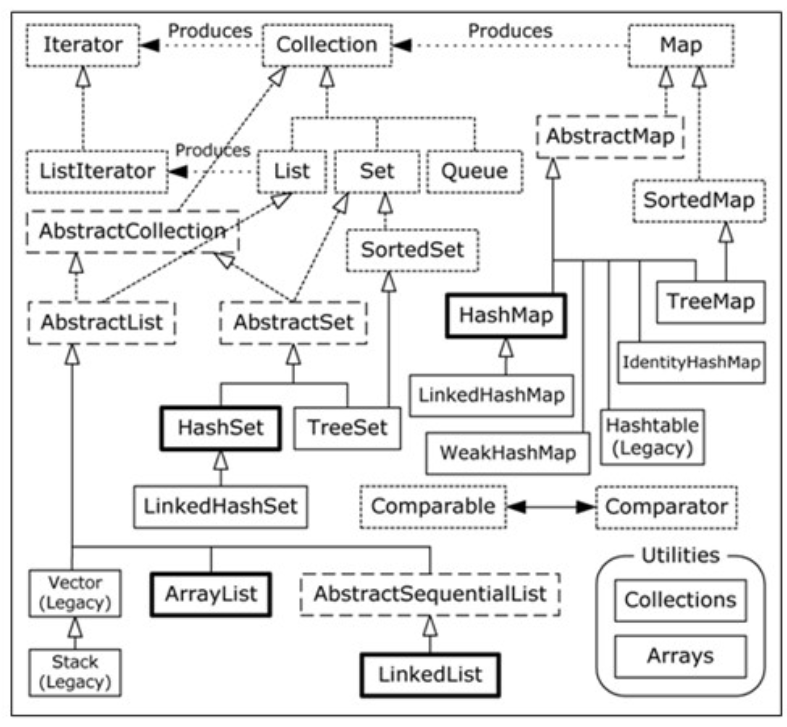 Iterator
Produces
Collection
Produces
Map
AbstractMap
ListIterator
Produces
List
Set
Queue
SortedMap
AbstractCollection
SortedSet
AbstractList
AbstractSet
HashMap
TreeMap
IdentityHashMap
LinkedHashMap
HashSet
TreeSet
Hashtable
(Legacy)
WeakHashMap
LinkedHashSet
Comparable
Comparator
Utilities
Vector
(Legacy)
ArrayList
AbstractSequentialList
Collections
Stack
(Legacy)
LinkedList
Arrays